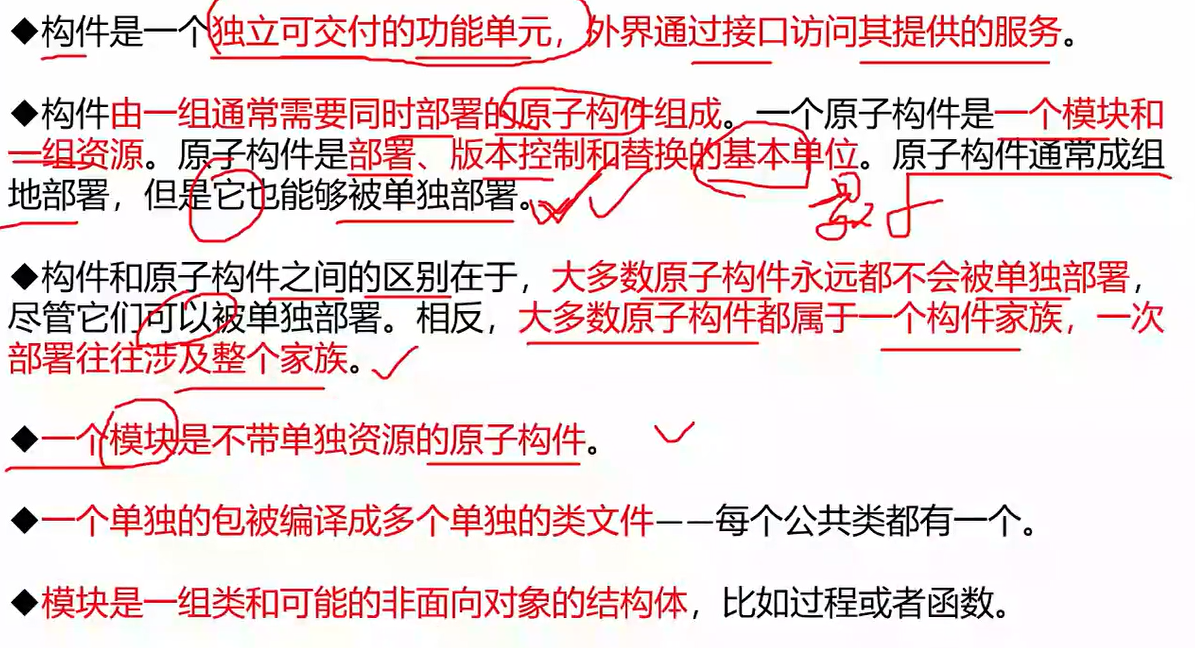 ◆构件是一个独立可交付的功能单元，外界通过接口访问其提供的服务。
◆构件由一组通常需要同时部署的原子构件组成。一个原子构件是一个模块和
一组资源。原子构件是部署、版本控制和替换的基本单位。原子构件通常成组
地部署，但是它也能够被单独部署。
◆构件和原子构件之间的区别在于，大多数原子构件永远都不会被单独部署，
尽管它们可以被单独部署。相反，大多数原子构件都属于一个构件家族，一次
部署往往涉及整个家族。
◆一个模块是不带单独资源的原子构件。
◆一个单独的包被编译成多个单独的类文件——每个公共类都有一个。
◆模块是一组类和可能的非面向对象的结构体，比如过程或者函数。